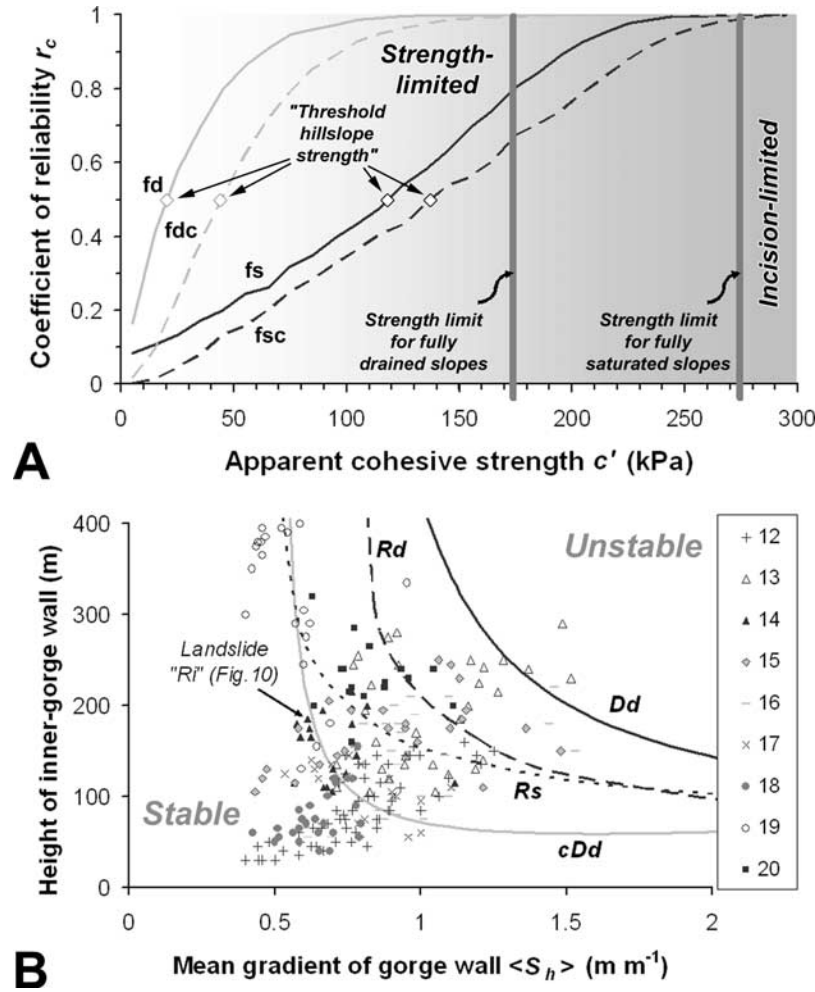 Coefficient of reliability r_c
1
0.8
0.6
0.4
0.2
0
Strength-
limited
"Threshold
hillslope
strength"
fd
fdc
fs
fsc
Strength limit
for fully
drained slopes
Strength limit
for fully
saturated slopes
Incision-limited
0 50 100 150 200 250 300
A
Apparent cohesive strength c' (kPa)
Height of inner-gorge wall (m)
400
300
200
100
0
Rd
Unstable
Landslide
"Ri" (Fig. 10)
Dd
Rs
Stable
cDd
12
13
14
15
16
17
18
19
20
0 0.5 1 1.5 2
B
Mean gradient of gorge wall <S_h> (m m⁻¹)